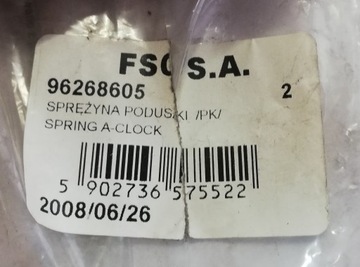 FSO S.A.
96268605 2
SPRĘŻYNA PODUSZKI /PK/
SPRING A-CLOCK
5 902736 575522
2008/06/26